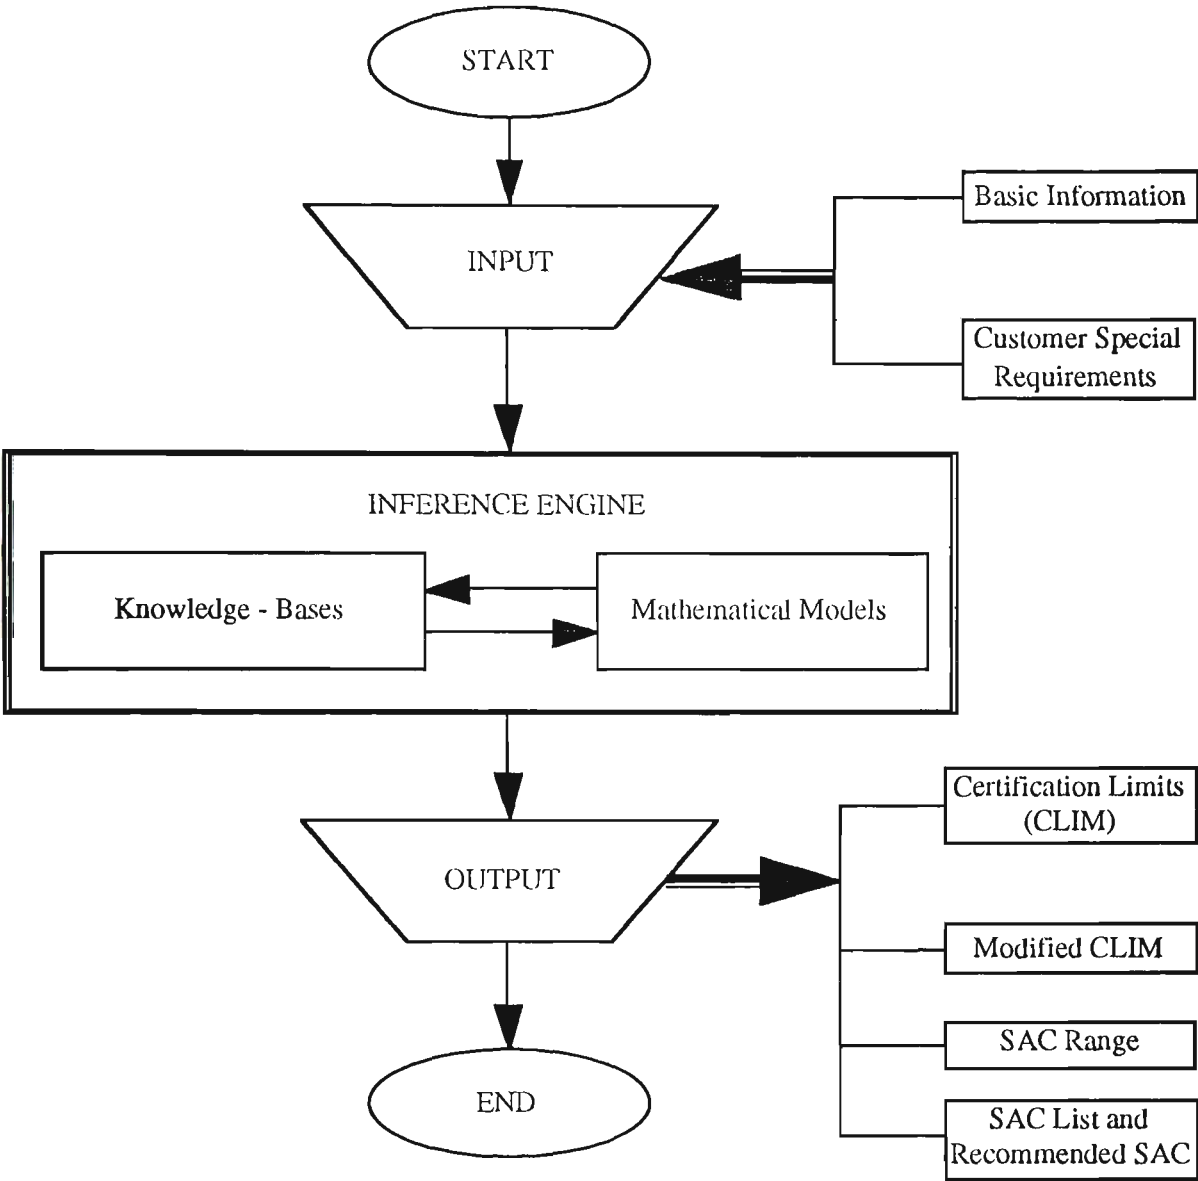 START
Basic Information
INPUT
Customer Special
Requirements
INFERENCE ENGINE
Knowledge - Bases
Mathematical Models
Certification Limits
(CLIM)
OUTPUT
Modified CLIM
SAC Range
END
SAC List and
Recommended SAC